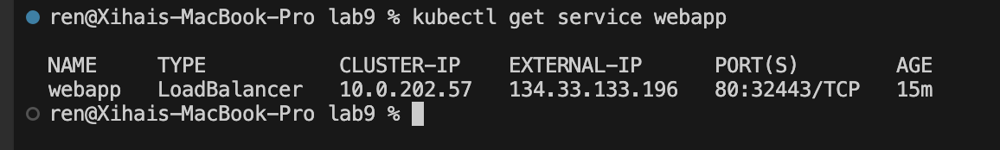 ren@Xihais-MacBook-Pro lab9 % kubectl get service webapp
NAME     TYPE           CLUSTER-IP    EXTERNAL-IP      PORT(S)        AGE
webapp   LoadBalancer   10.0.202.57   134.33.133.196   80:32443/TCP   15m
ren@Xihais-MacBook-Pro lab9 %